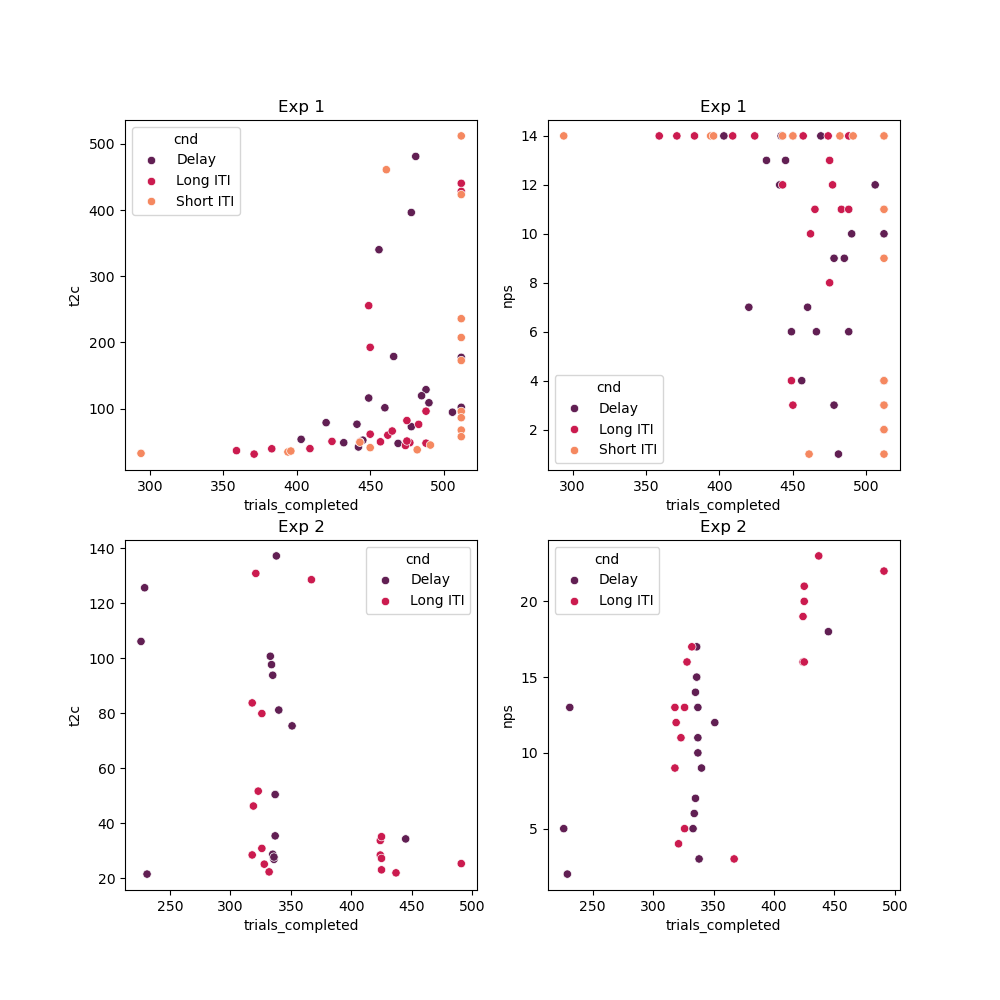 Exp 1
500
400
300
200
100
t2c
cnd
Delay
Long ITI
Short ITI
300 350 400 450 500
trials_completed
Exp 1
14
12
10
8
6
4
2
nps
cnd
Delay
Long ITI
Short ITI
300 350 400 450 500
trials_completed
Exp 2
140
120
100
80
60
40
20
t2c
cnd
Delay
Long ITI
250 300 350 400 450 500
trials_completed
Exp 2
20
15
10
5
nps
cnd
Delay
Long ITI
250 300 350 400 450 500
trials_completed